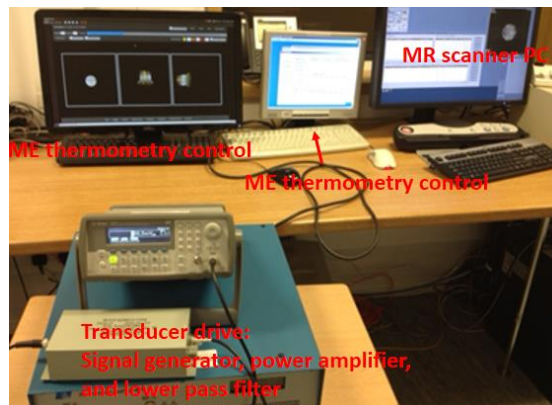 MR scanner PC
ME thermometry control
ME thermometry control
Transducer drive:
Signal generator, power amplifier,
and lower pass filter